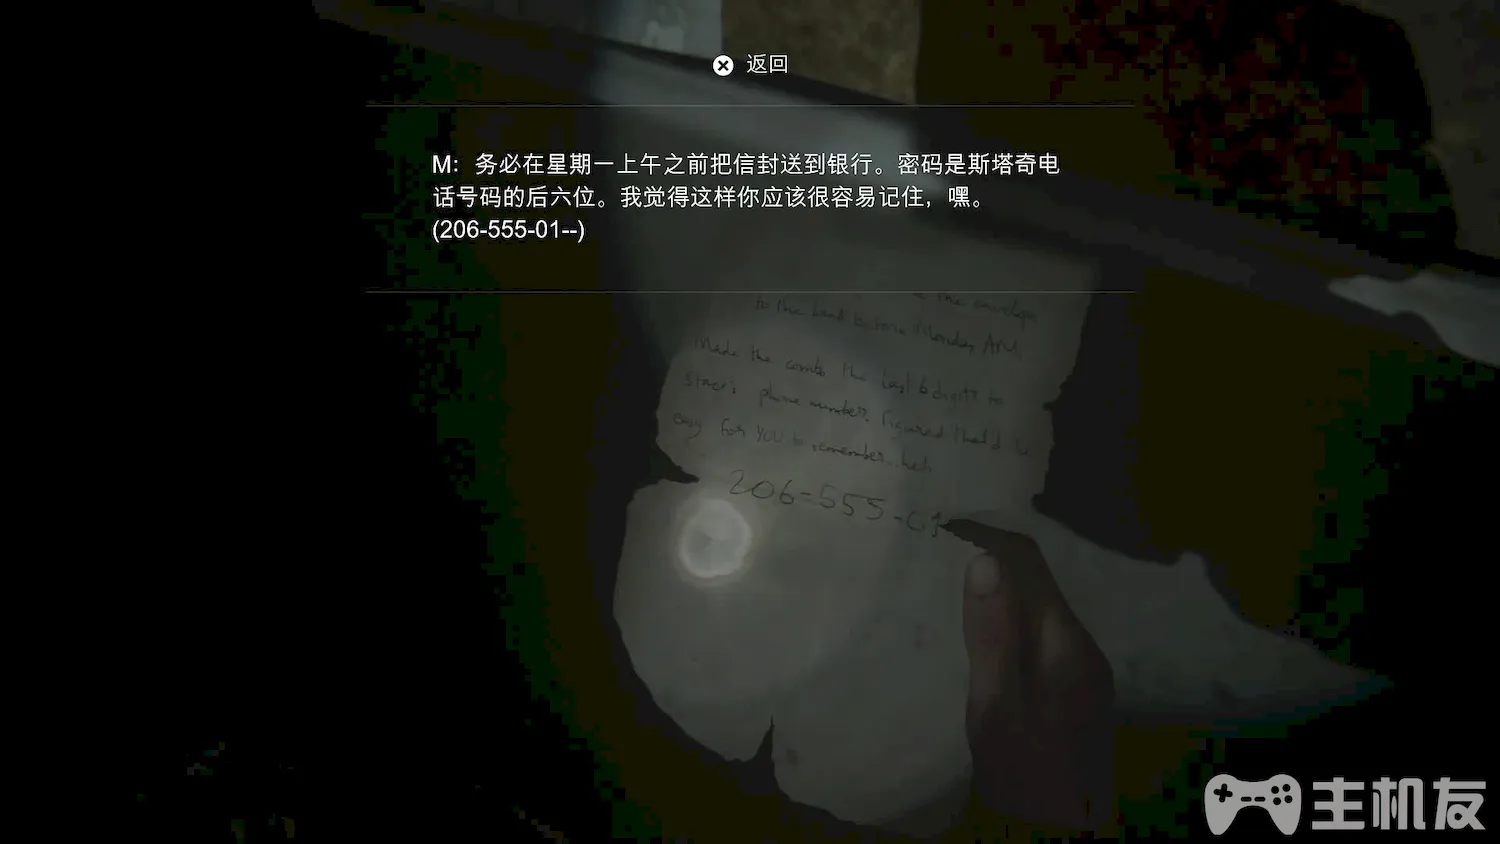 返回
M：务必在星期一上午之前把信封送到银行。密码是斯塔奇电
话号码的后六位。我觉得这样你应该很容易记住，嘿。
(206-555-01--)
the envelope
to the bank before Monday AM.
Made the combo the last 6 digits to
staci's phone number. Figured that'd be
easy for you to remember...heh
206-555-01
主机友